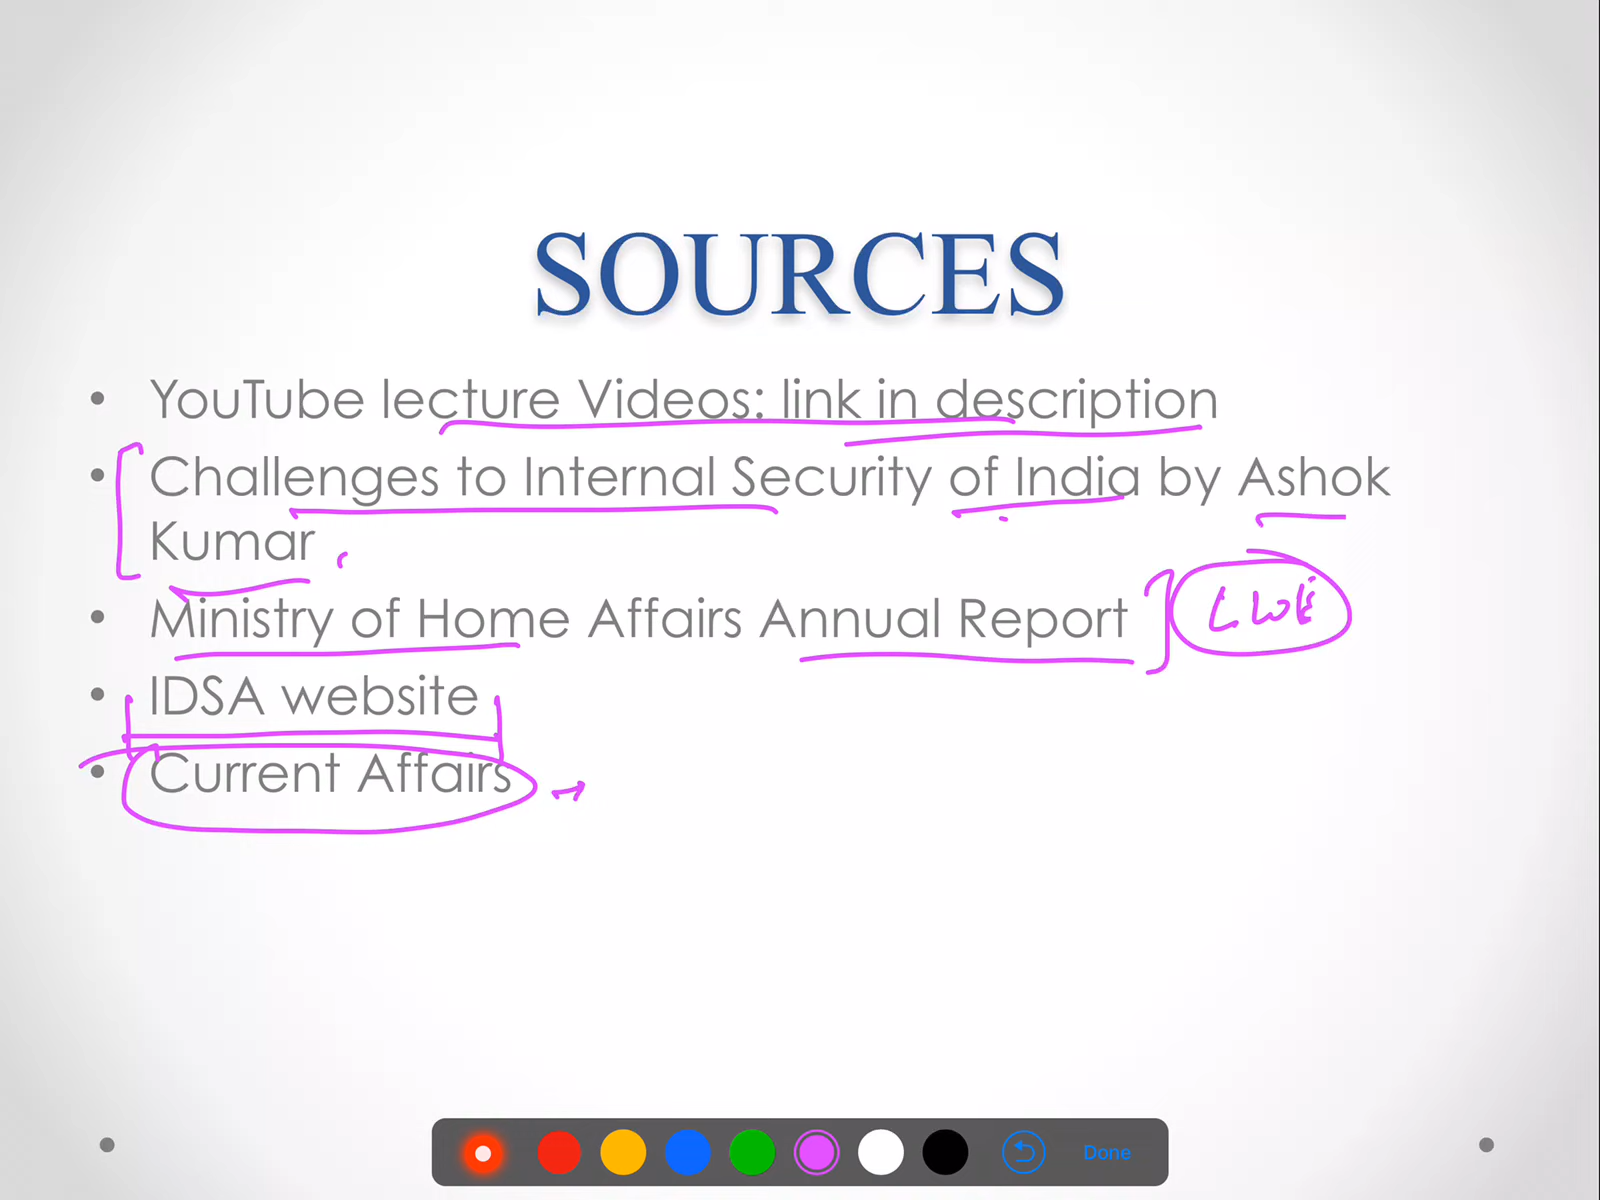 SOURCES
• YouTube lecture Videos: link in description
• Challenges to Internal Security of India by Ashok
Kumar
• Ministry of Home Affairs Annual Report
LWE
• IDSA website
• Current Affairs
Done